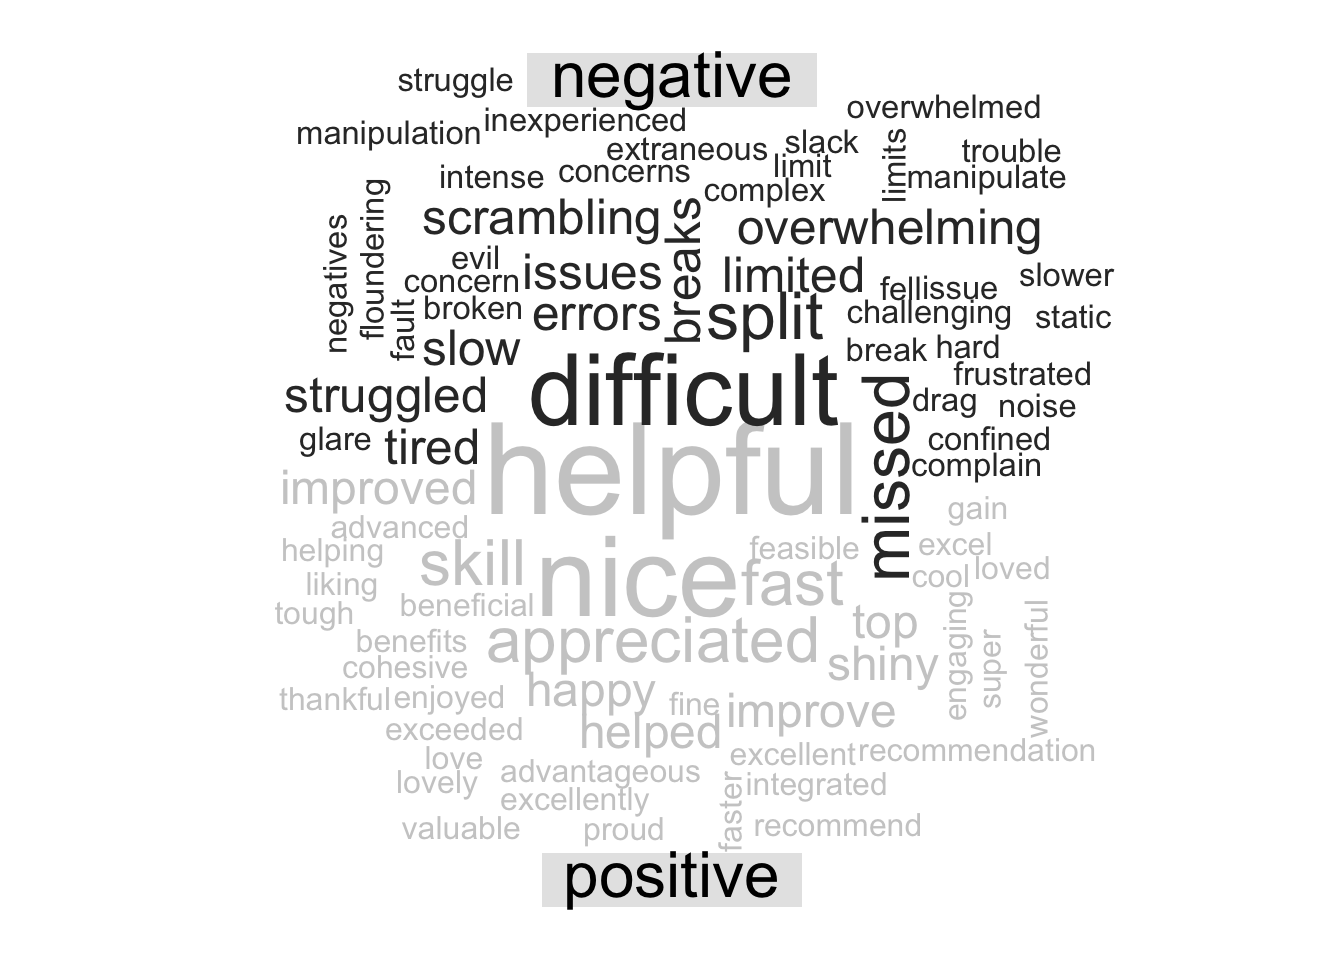 negative
struggle
overwhelmed
inexperienced
manipulation
slack
extraneous
limits
trouble
limit
concerns
intense
manipulate
complex
scrambling
breaks
overwhelming
negatives
floundering
evil
issues
limited
concern
slower
fell issue
broken
errors
split
challenging
static
fault
slow
break
hard
difficult
frustrated
struggled
missed
drag
noise
glare
tired
confined
complain
helpful
improved
gain
advanced
helping
skill
nice
feasible
excel
fast
cool
loved
liking
beneficial
tough
benefits
appreciated
top
engaging
super
wonderful
cohesive
shiny
thankful
enjoyed
happy
fine
improve
exceeded
helped
love
excellent
recommendation
lovely
advantageous
faster
integrated
excellently
valuable
proud
recommend
positive